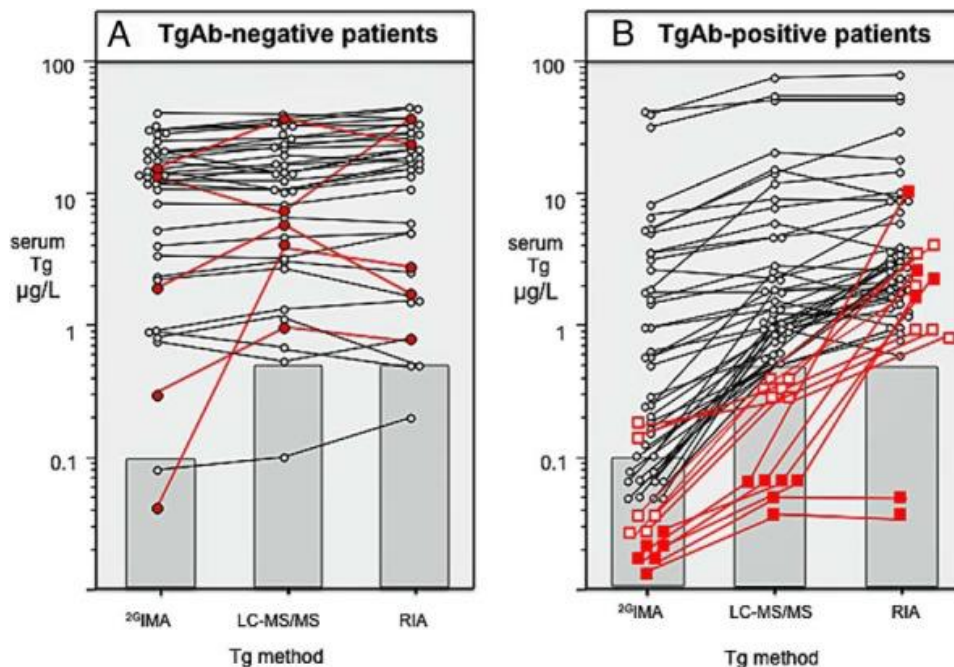 A TgAb-negative patients
100
10
serum
Tg
µg/L
1
0.1
²ᴳIMA LC-MS/MS RIA
Tg method
B TgAb-positive patients
100
10
serum
Tg
µg/L
1
0.1
²ᴳIMA LC-MS/MS RIA
Tg method